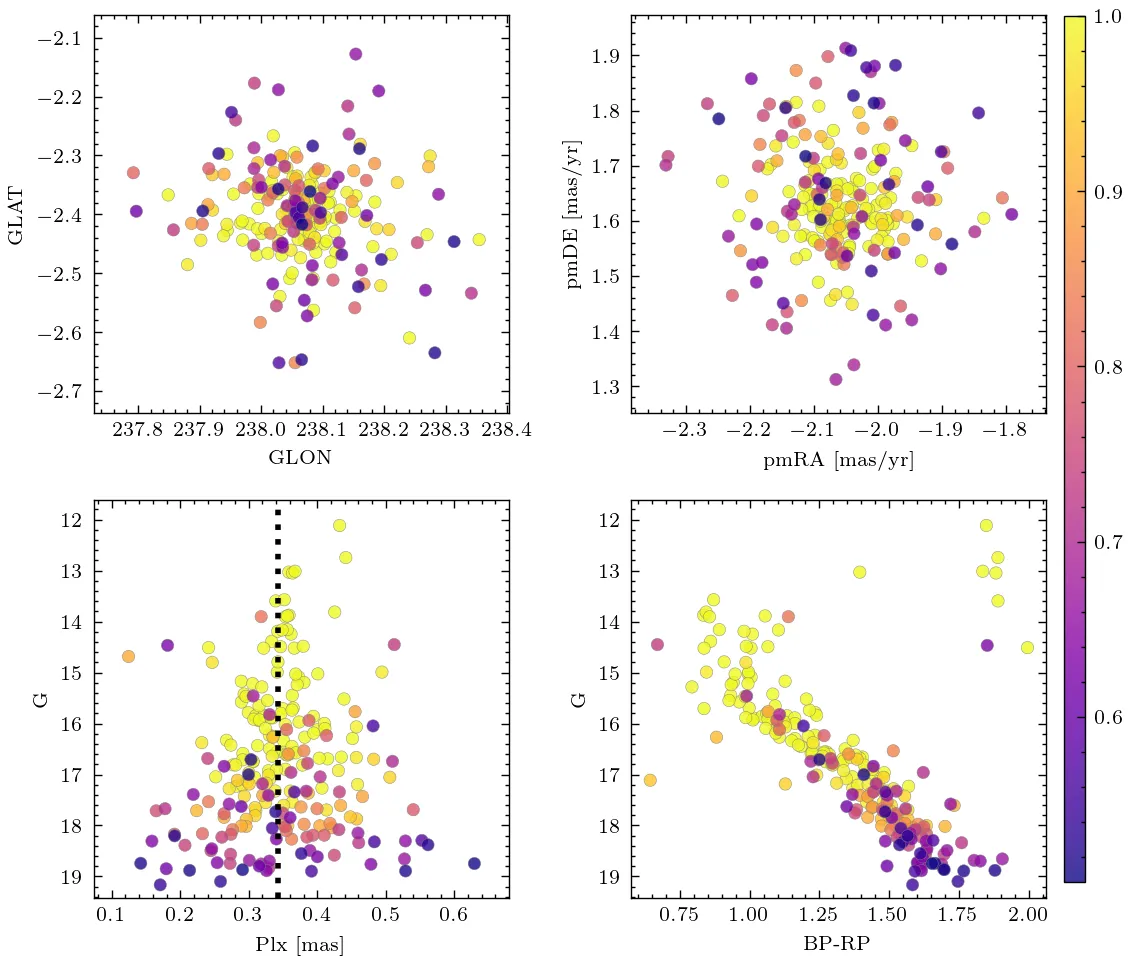 −2.1
−2.2
−2.3
−2.4
−2.5
−2.6
−2.7
GLAT
237.8 237.9 238.0 238.1 238.2 238.3 238.4
GLON
1.9
1.8
1.7
1.6
1.5
1.4
1.3
pmDE [mas/yr]
−2.3 −2.2 −2.1 −2.0 −1.9 −1.8
pmRA [mas/yr]
12
13
14
15
16
17
18
19
G
0.1 0.2 0.3 0.4 0.5 0.6
Plx [mas]
12
13
14
15
16
17
18
19
G
0.75 1.00 1.25 1.50 1.75 2.00
BP-RP
1.0
0.9
0.8
0.7
0.6